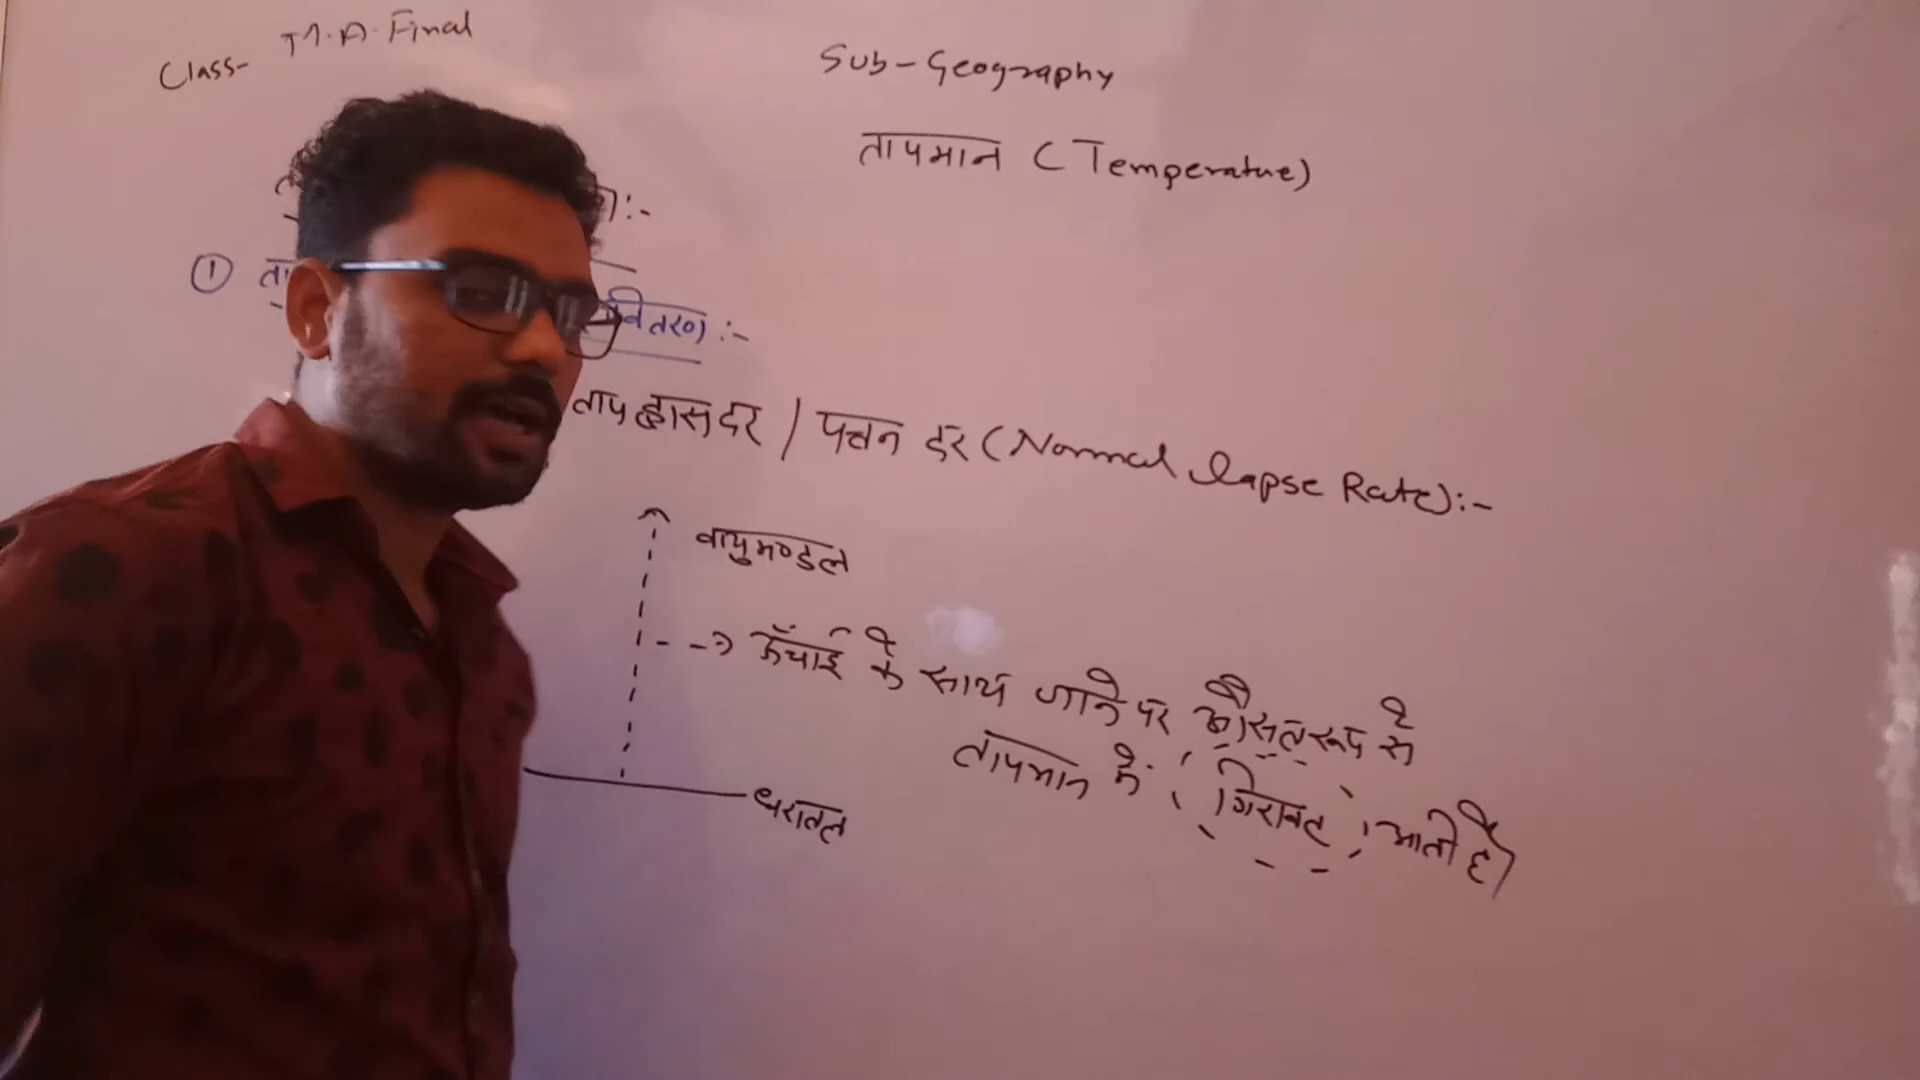 Class- M.A. Final
Sub-Geography
तापमान (Temperature)
:-
① वितरण :-
ताप ह्रास दर / पतन दर (Normal lapse Rate):-
वायुमण्डल
--> ऊँचाई के साथ जाने पर औसत रूप से
तापमान में गिरावट आती है।
धरातल